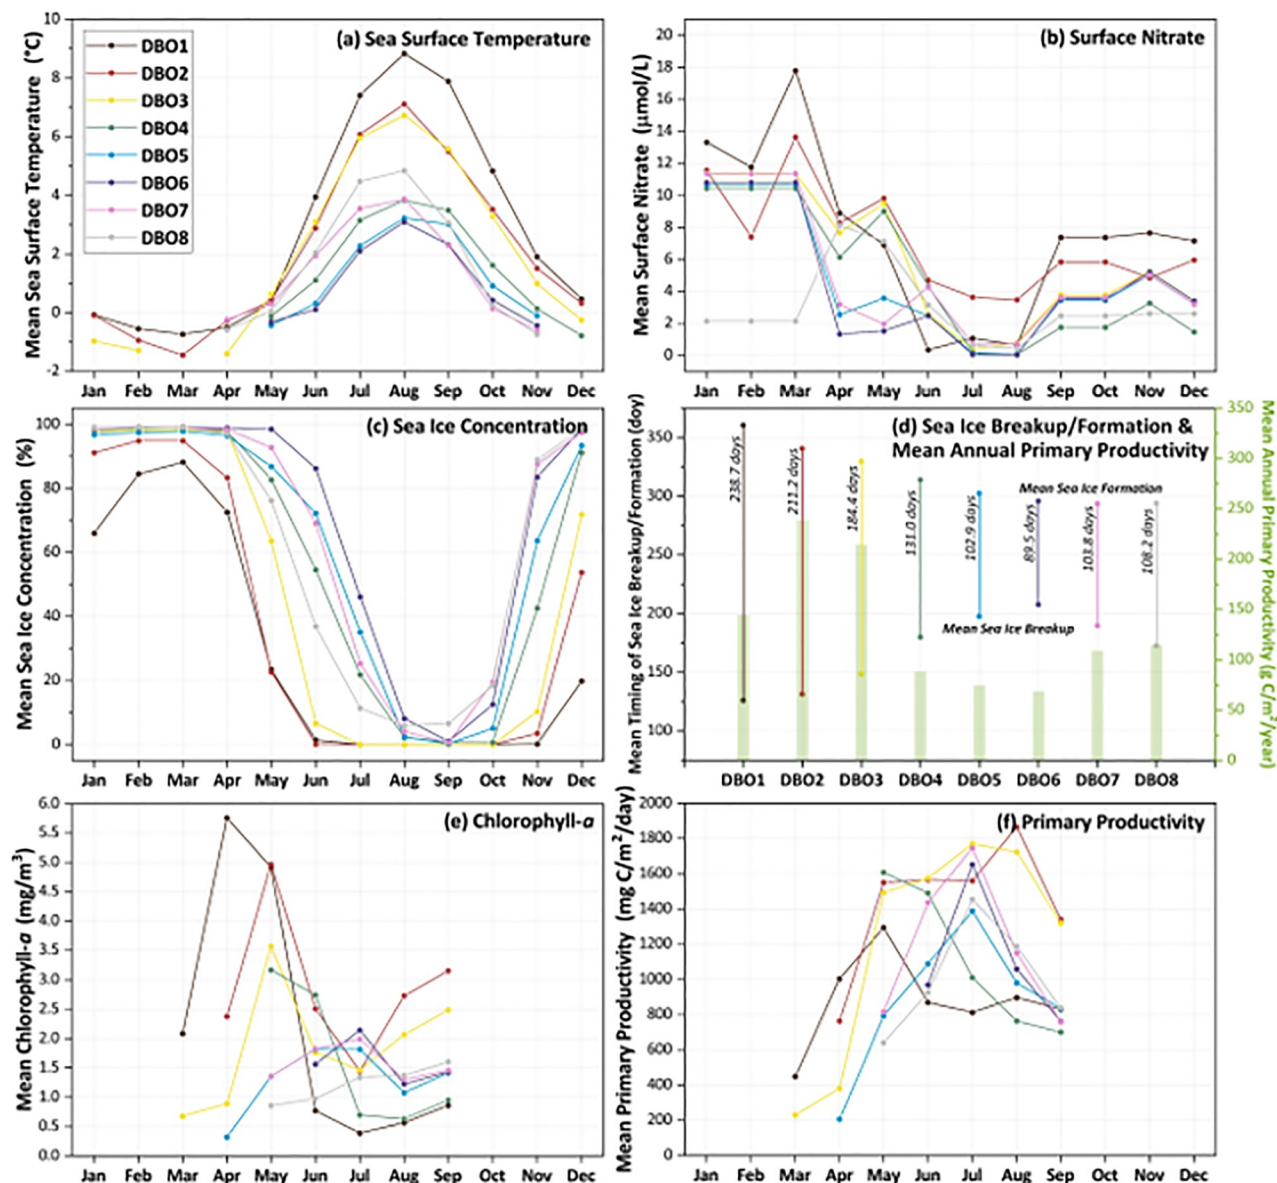 (a) Sea Surface Temperature
Mean Sea Surface Temperature (°C)
10
8
6
4
2
0
-2
DBO1
DBO2
DBO3
DBO4
DBO5
DBO6
DBO7
DBO8
Jan Feb Mar Apr May Jun Jul Aug Sep Oct Nov Dec
(b) Surface Nitrate
Mean Surface Nitrate (μmol/L)
20
18
16
14
12
10
8
6
4
2
0
Jan Feb Mar Apr May Jun Jul Aug Sep Oct Nov Dec
(c) Sea Ice Concentration
Mean Sea Ice Concentration (%)
100
80
60
40
20
0
Jan Feb Mar Apr May Jun Jul Aug Sep Oct Nov Dec
(d) Sea Ice Breakup/Formation &
Mean Annual Primary Productivity
Mean Timing of Sea Ice Breakup/Formation (doy)
350
300
250
200
150
100
238.7 days
211.2 days
184.4 days
131.0 days
102.9 days
89.5 days
103.8 days
108.2 days
Mean Sea Ice Formation
Mean Sea Ice Breakup
350
300
250
200
150
100
50
0
Mean Annual Primary Productivity (g C/m²/year)
DBO1 DBO2 DBO3 DBO4 DBO5 DBO6 DBO7 DBO8
(e) Chlorophyll-a
Mean Chlorophyll-a (mg/m³)
6.0
5.5
5.0
4.5
4.0
3.5
3.0
2.5
2.0
1.5
1.0
0.5
0.0
Jan Feb Mar Apr May Jun Jul Aug Sep Oct Nov Dec
(f) Primary Productivity
Mean Primary Productivity (mg C/m²/day)
2000
1800
1600
1400
1200
1000
800
600
400
200
0
Jan Feb Mar Apr May Jun Jul Aug Sep Oct Nov Dec